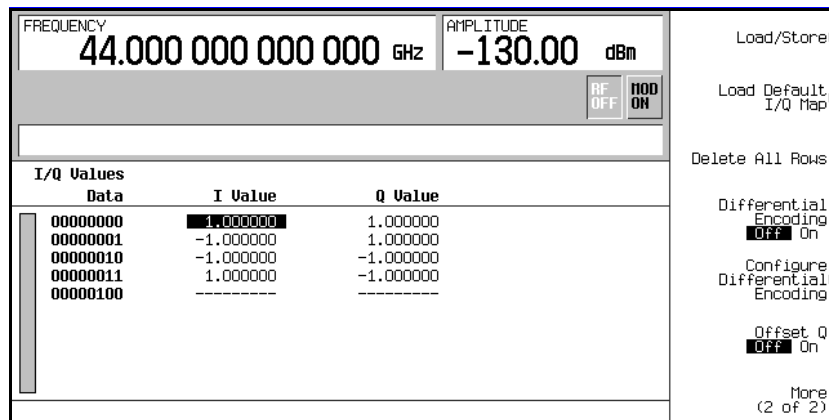 FREQUENCY
44.000 000 000 000 GHz
AMPLITUDE
-130.00 dBm
RF OFF
MOD ON
I/Q Values
Data I Value Q Value
00000000 1.000000 1.000000
00000001 -1.000000 1.000000
00000010 -1.000000 -1.000000
00000011 1.000000 -1.000000
00000100 --------- ---------
Load/Store
Load Default
I/Q Map
Delete All Rows
Differential
Encoding
Off On
Configure
Differential
Encoding
Offset Q
Off On
More
(2 of 2)